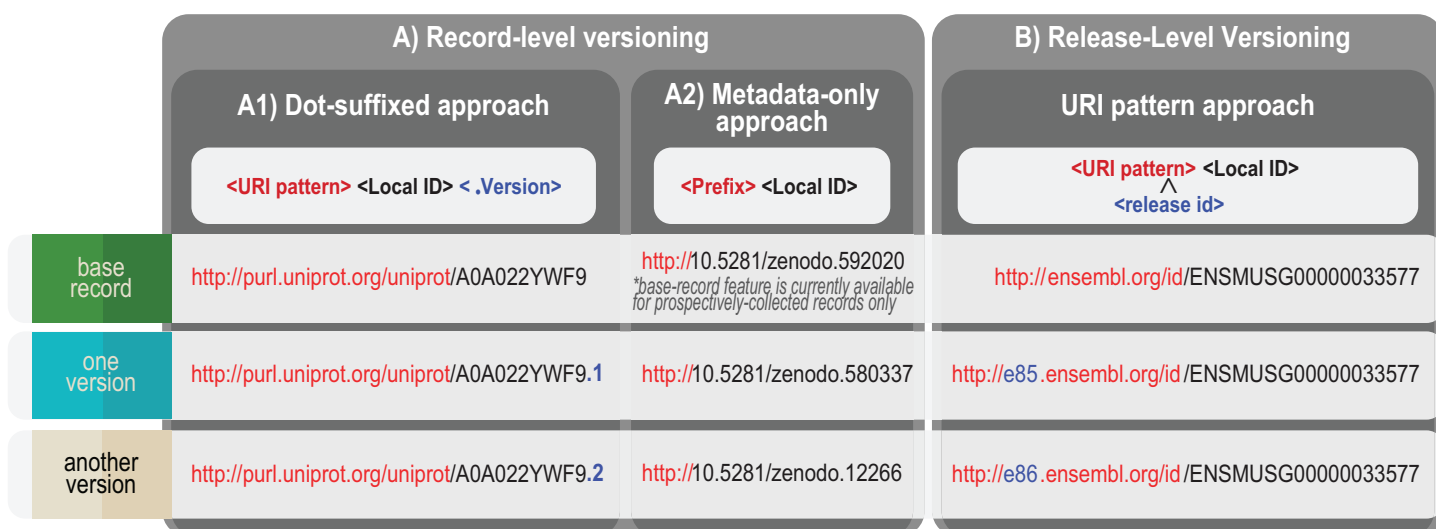 A) Record-level versioning
B) Release-Level Versioning
A1) Dot-suffixed approach
A2) Metadata-only
approach
URI pattern approach
<URI pattern> <Local ID> < .Version>
<Prefix> <Local ID>
<URI pattern> <Local ID>
^
<release id>
base
record
http://purl.uniprot.org/uniprot/A0A022YWF9
http://10.5281/zenodo.592020
*base-record feature is currently available
for prospectively-collected records only
http://ensembl.org/id/ENSMUSG00000033577
one
version
http://purl.uniprot.org/uniprot/A0A022YWF9.1
http://10.5281/zenodo.580337
http://e85.ensembl.org/id/ENSMUSG00000033577
another
version
http://purl.uniprot.org/uniprot/A0A022YWF9.2
http://10.5281/zenodo.12266
http://e86.ensembl.org/id/ENSMUSG00000033577